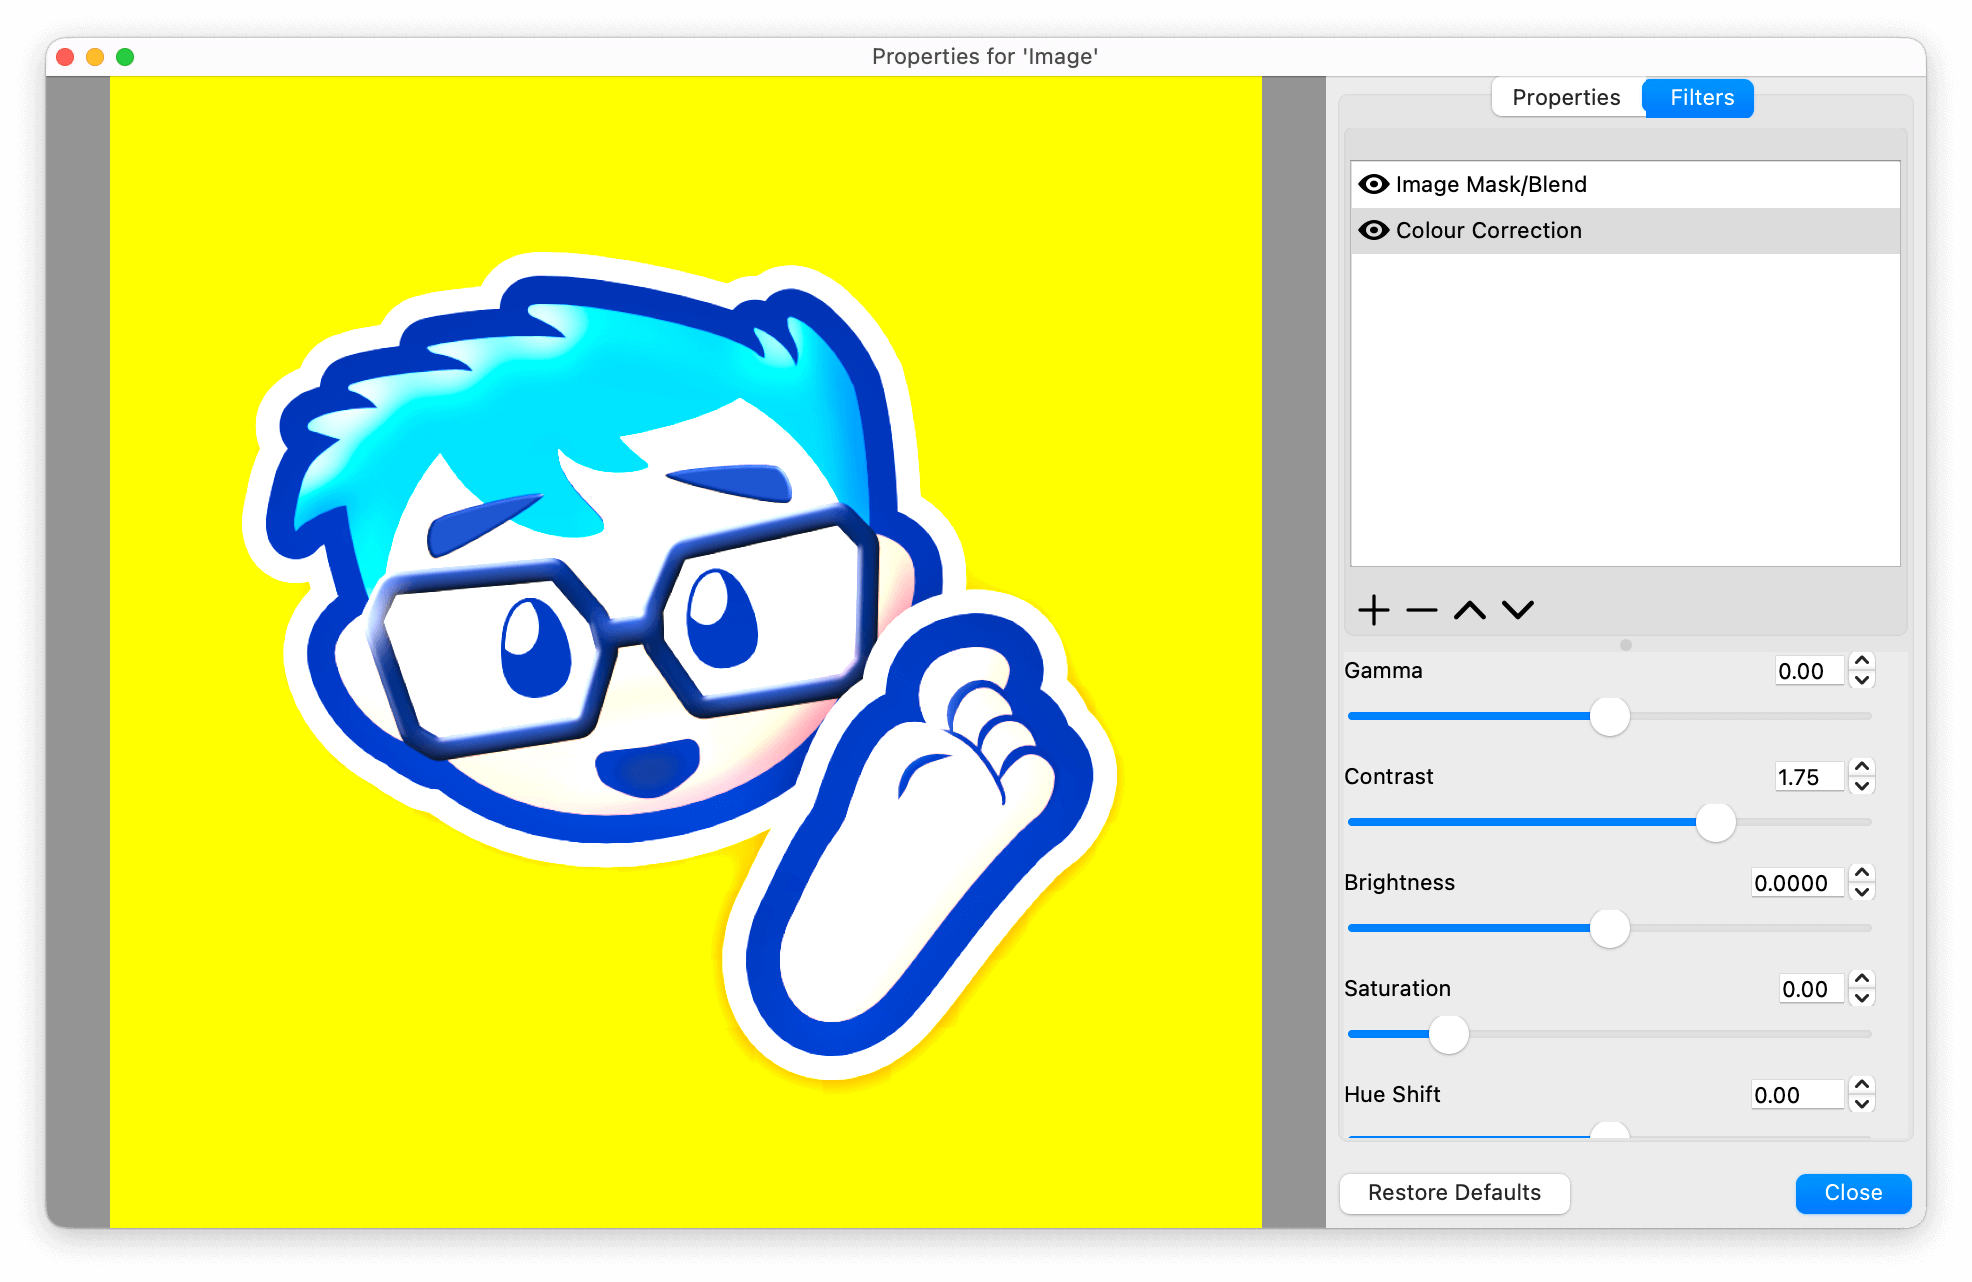 Properties for 'Image'
Properties Filters
Image Mask/Blend
Colour Correction
Gamma 0.00
Contrast 1.75
Brightness 0.0000
Saturation 0.00
Hue Shift 0.00
Restore Defaults Close